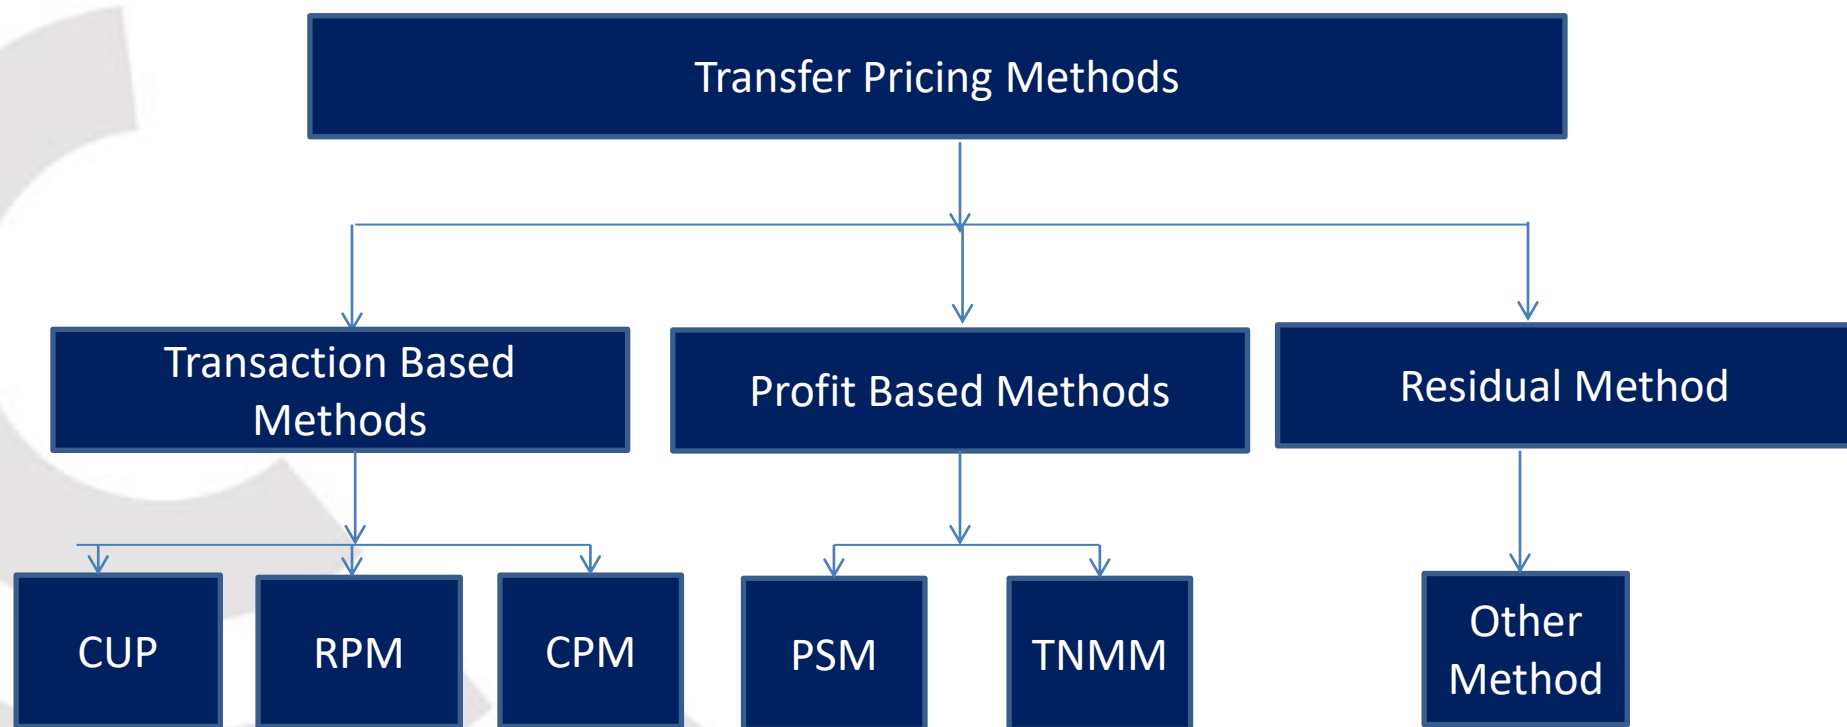 Transfer Pricing Methods
Transaction Based
Methods
Profit Based Methods
Residual Method
CUP
RPM
CPM
PSM
TNMM
Other
Method